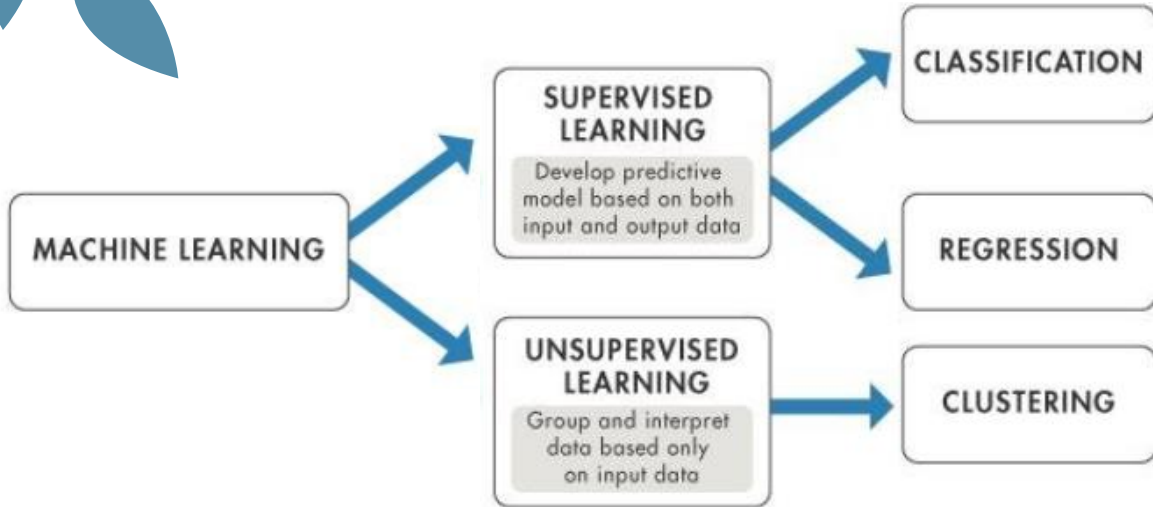 MACHINE LEARNING
SUPERVISED
LEARNING
Develop predictive
model based on both
input and output data
UNSUPERVISED
LEARNING
Group and interpret
data based only
on input data
CLASSIFICATION
REGRESSION
CLUSTERING